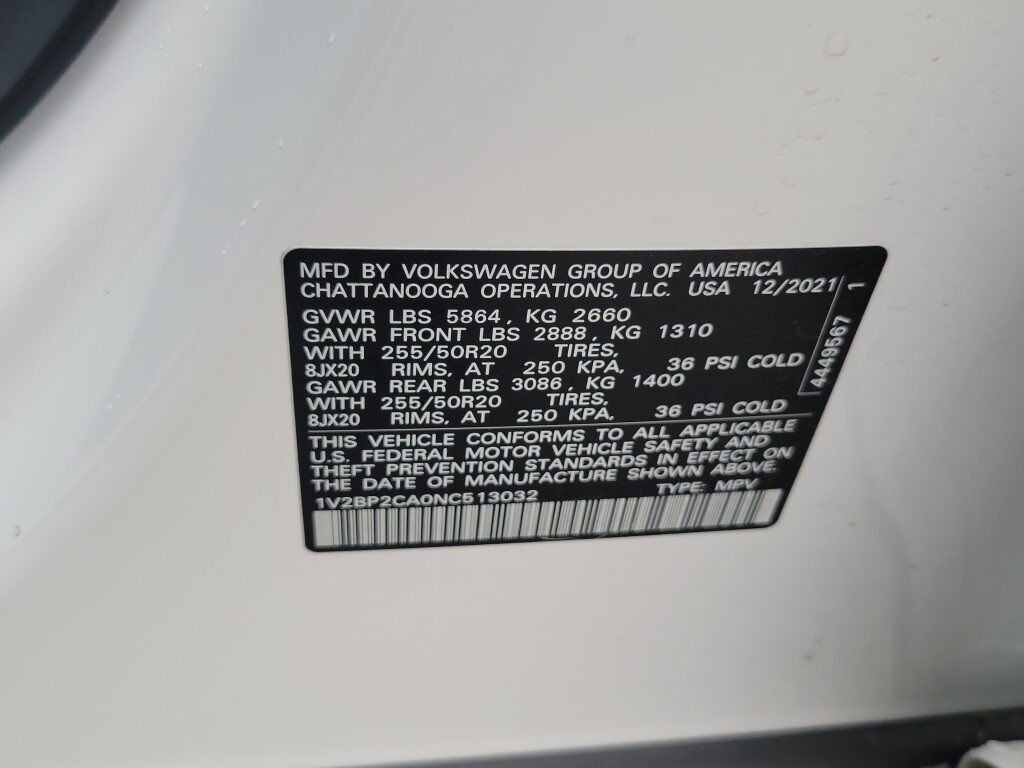 MFD BY VOLKSWAGEN GROUP OF AMERICA
CHATTANOOGA OPERATIONS, LLC. USA 12/2021
GVWR LBS 5864, KG 2660
GAWR FRONT LBS 2888, KG 1310
WITH 255/50R20 TIRES,
8JX20 RIMS, AT 250 KPA, 36 PSI COLD
GAWR REAR LBS 3086, KG 1400
WITH 255/50R20 TIRES,
8JX20 RIMS, AT 250 KPA, 36 PSI COLD
THIS VEHICLE CONFORMS TO ALL APPLICABLE
U.S. FEDERAL MOTOR VEHICLE SAFETY AND
THEFT PREVENTION STANDARDS IN EFFECT ON
THE DATE OF MANUFACTURE SHOWN ABOVE.
1V2BP2CA0NC513032 TYPE: MPV
4449567 1